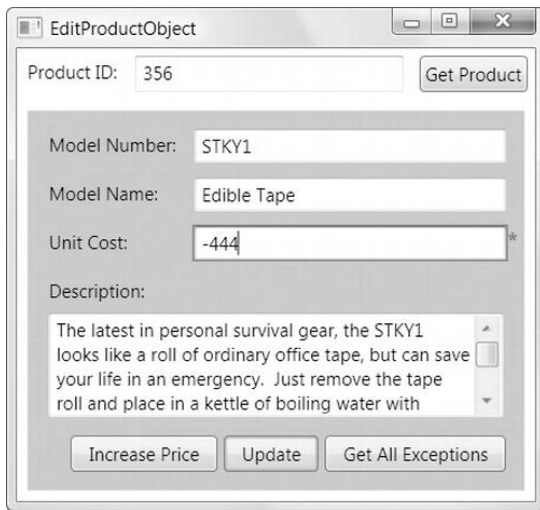 EditProductObject
Product ID: 356 Get Product
Model Number: STKY1
Model Name: Edible Tape
Unit Cost: -444 *
Description:
The latest in personal survival gear, the STKY1
looks like a roll of ordinary office tape, but can save
your life in an emergency. Just remove the tape
roll and place in a kettle of boiling water with
Increase Price Update Get All Exceptions